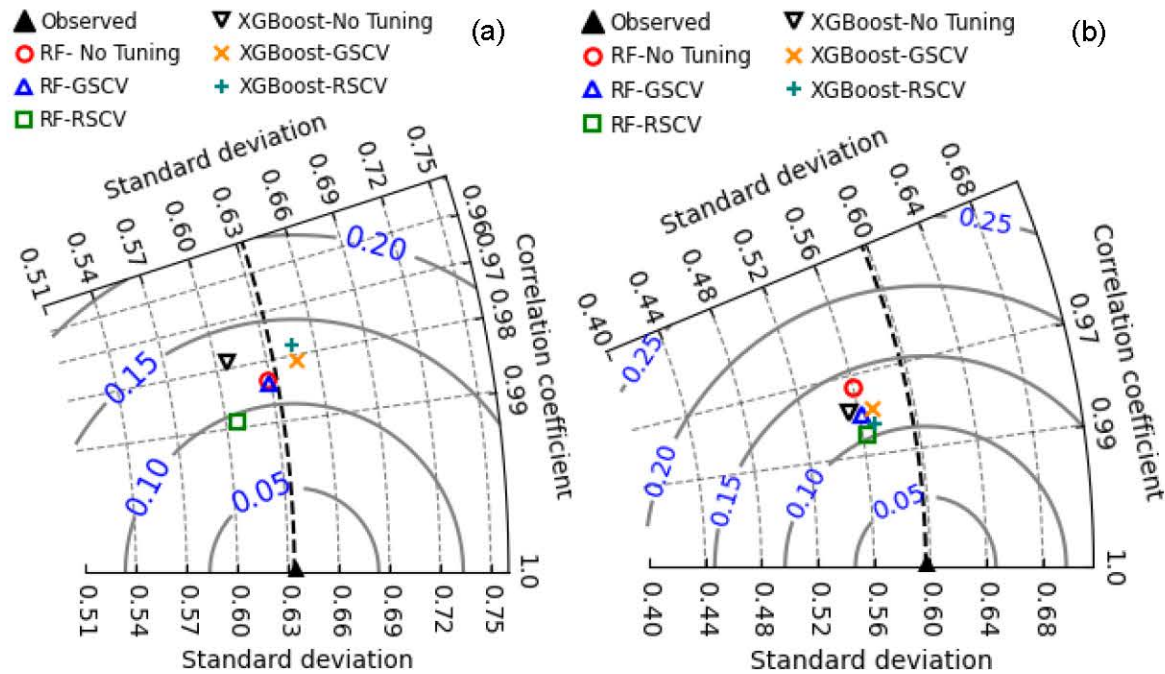 Observed
RF- No Tuning
RF-GSCV
RF-RSCV
XGBoost-No Tuning
XGBoost-GSCV
XGBoost-RSCV
(a)
Standard deviation
0.51
0.54
0.57
0.60
0.63
0.66
0.69
0.72
0.75
0.96
0.97
0.98
0.99
1.0
Correlation coefficient
0.20
0.15
0.10
0.05
0.51
0.54
0.57
0.60
0.63
0.66
0.69
0.72
0.75
Standard deviation
Observed
RF-No Tuning
RF-GSCV
RF-RSCV
XGBoost-No Tuning
XGBoost-GSCV
XGBoost-RSCV
(b)
Standard deviation
0.40
0.44
0.48
0.52
0.56
0.60
0.64
0.68
0.97
0.99
1.0
Correlation coefficient
0.25
0.25
0.20
0.15
0.10
0.05
0.40
0.44
0.48
0.52
0.56
0.60
0.64
0.68
Standard deviation